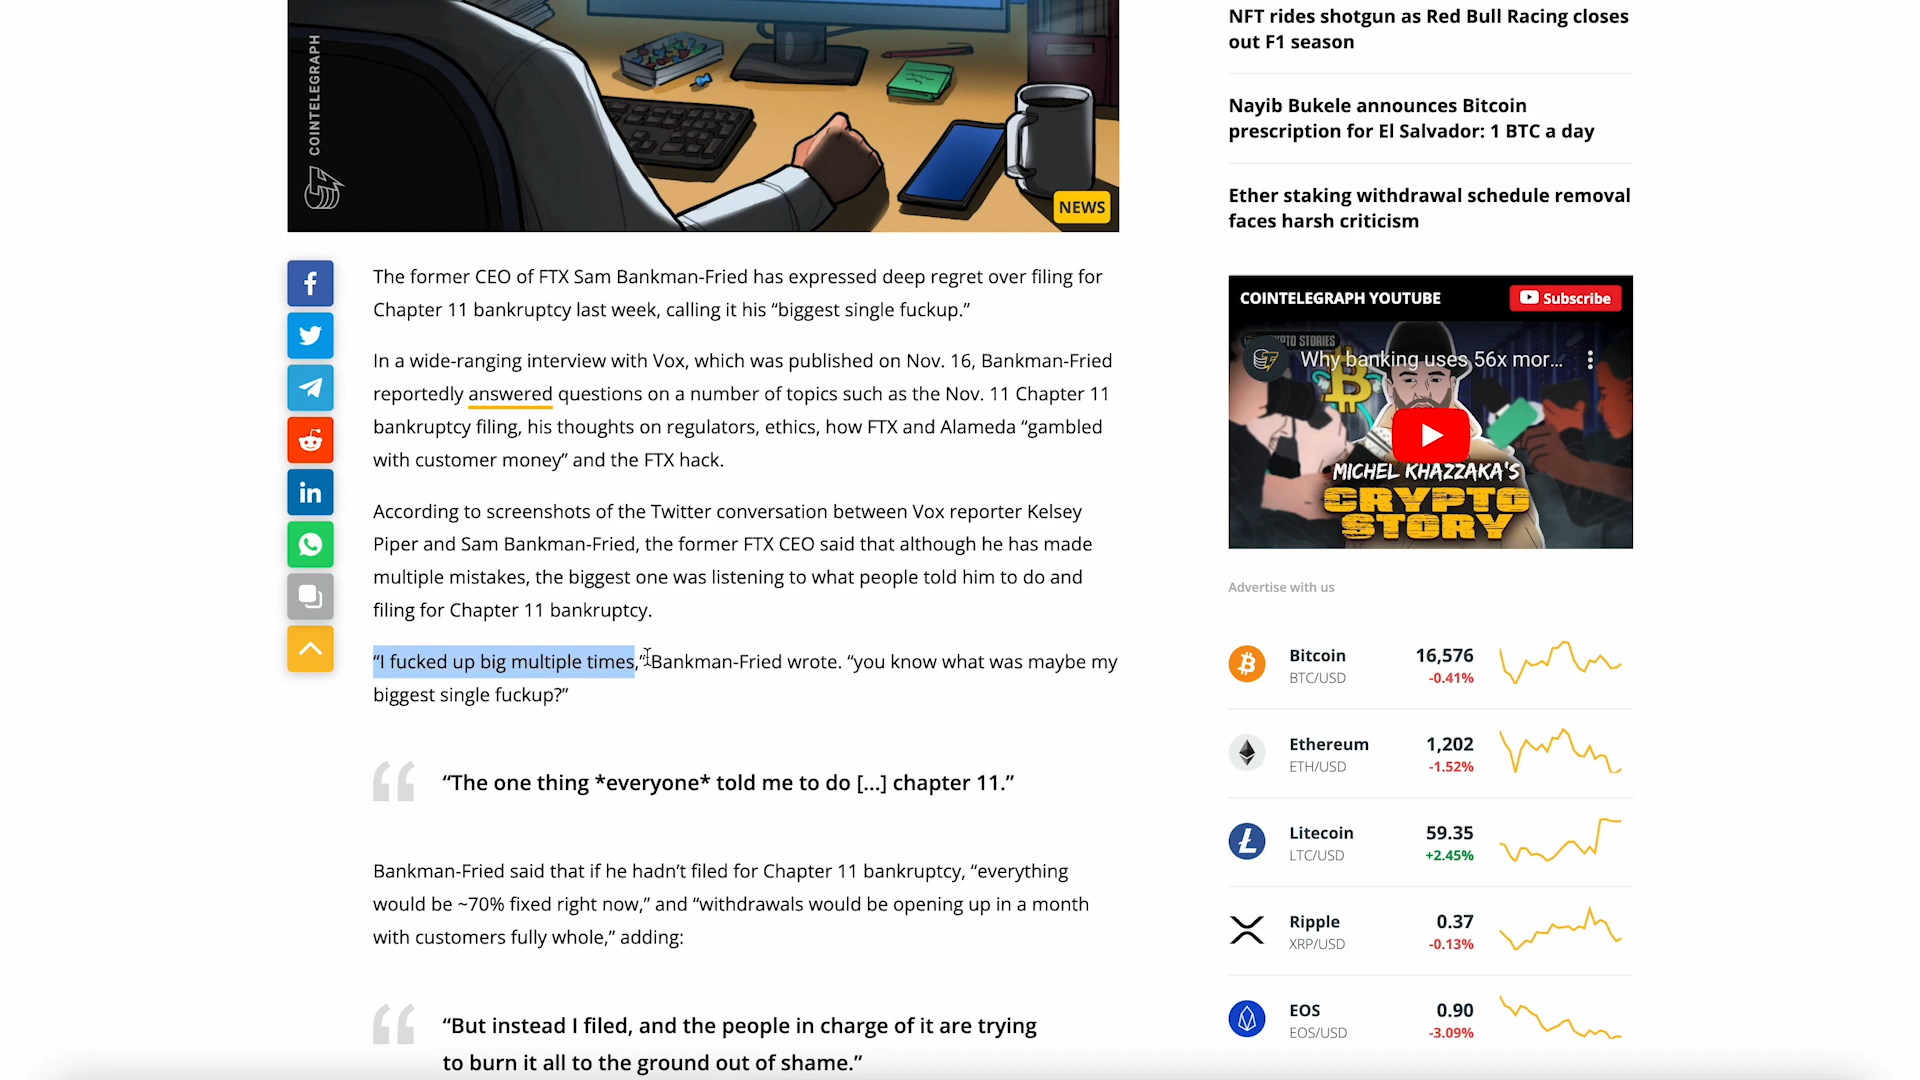 COINTELEGRAPH
NEWS
The former CEO of FTX Sam Bankman-Fried has expressed deep regret over filing for
Chapter 11 bankruptcy last week, calling it his “biggest single fuckup.”
In a wide-ranging interview with Vox, which was published on Nov. 16, Bankman-Fried
reportedly answered questions on a number of topics such as the Nov. 11 Chapter 11
bankruptcy filing, his thoughts on regulators, ethics, how FTX and Alameda “gambled
with customer money” and the FTX hack.
According to screenshots of the Twitter conversation between Vox reporter Kelsey
Piper and Sam Bankman-Fried, the former FTX CEO said that although he has made
multiple mistakes, the biggest one was listening to what people told him to do and
filing for Chapter 11 bankruptcy.
“I fucked up big multiple times,” Bankman-Fried wrote. “you know what was maybe my
biggest single fuckup?”
“The one thing *everyone* told me to do [...] chapter 11.”
Bankman-Fried said that if he hadn’t filed for Chapter 11 bankruptcy, “everything
would be ~70% fixed right now,” and “withdrawals would be opening up in a month
with customers fully whole,” adding:
“But instead I filed, and the people in charge of it are trying
to burn it all to the ground out of shame.”
NFT rides shotgun as Red Bull Racing closes
out F1 season
Nayib Bukele announces Bitcoin
prescription for El Salvador: 1 BTC a day
Ether staking withdrawal schedule removal
faces harsh criticism
COINTELEGRAPH YOUTUBE
Subscribe
STORIES
Why banking uses 56x mor...
MICHEL KHAZZAKA'S
CRYPTO
STORY
Advertise with us
Bitcoin 16,576
BTC/USD -0.41%
Ethereum 1,202
ETH/USD -1.52%
Litecoin 59.35
LTC/USD +2.45%
Ripple 0.37
XRP/USD -0.13%
EOS 0.90
EOS/USD -3.09%